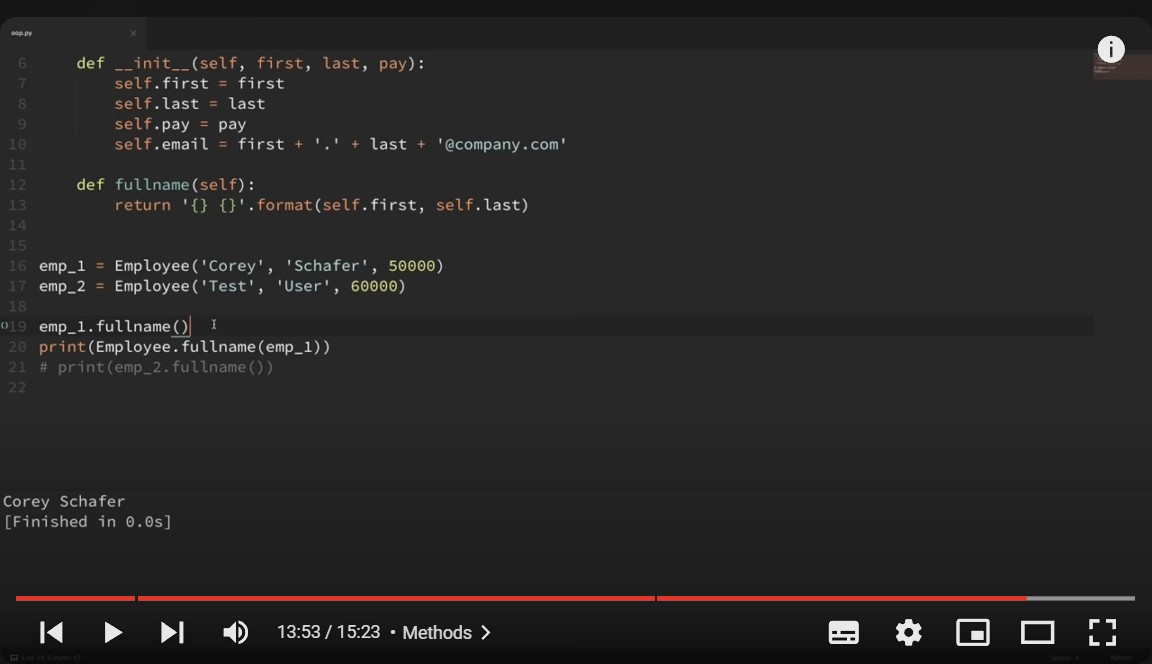 oop.py
6 def __init__(self, first, last, pay):
7 self.first = first
8 self.last = last
9 self.pay = pay
10 self.email = first + '.' + last + '@company.com'
11
12 def fullname(self):
13 return '{} {}'.format(self.first, self.last)
14
15
16 emp_1 = Employee('Corey', 'Schafer', 50000)
17 emp_2 = Employee('Test', 'User', 60000)
18
19 emp_1.fullname()
20 print(Employee.fullname(emp_1))
21 # print(emp_2.fullname())
22
Corey Schafer
[Finished in 0.0s]
13:53 / 15:23 • Methods